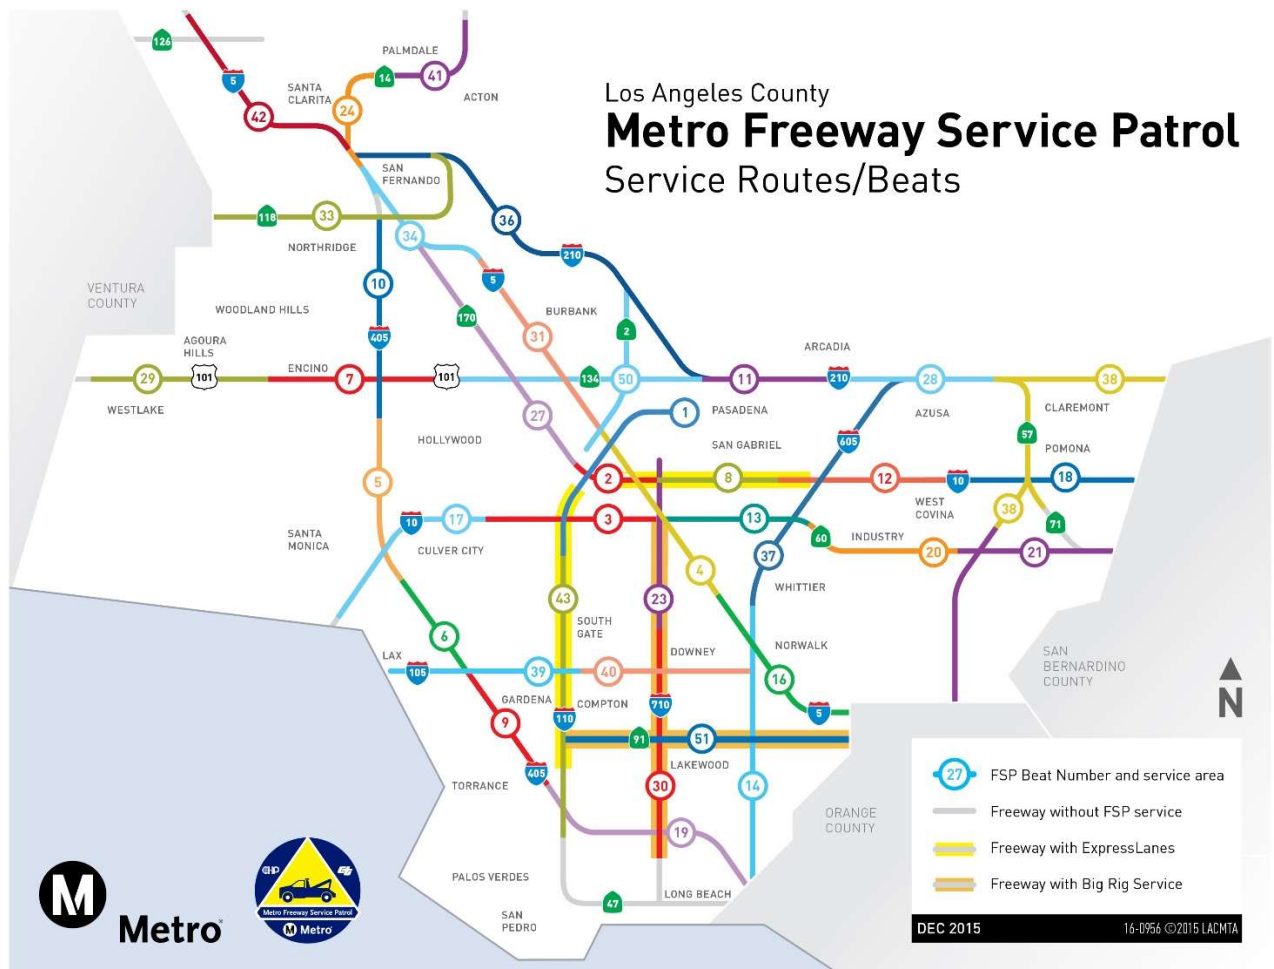 Los Angeles County
Metro Freeway Service Patrol
Service Routes/Beats
126
5
42
SANTA
CLARITA
24
PALMDALE
14
41
ACTON
SAN
FERNANDO
118
33
NORTHRIDGE
34
36
210
VENTURA
COUNTY
10
5
WOODLAND HILLS
170
BURBANK
31
2
405
AGOURA
HILLS
ENCINO
ARCADIA
29
101
7
101
134
50
11
210
28
38
WESTLAKE
27
1
PASADENA
AZUSA
CLAREMONT
HOLLYWOOD
SAN GABRIEL
605
57
POMONA
5
2
8
12
10
18
WEST
COVINA
38
SANTA
MONICA
10
17
CULVER CITY
3
13
60
INDUSTRY
71
37
20
21
WHITTIER
4
43
23
SOUTH
GATE
6
LAX
105
39
40
DOWNEY
NORWALK
16
SAN
BERNARDINO
COUNTY
N
GARDENA
COMPTON
9
110
710
5
91
51
LAKEWOOD
405
TORRANCE
30
14
ORANGE
COUNTY
19
PALOS VERDES
LONG BEACH
47
SAN
PEDRO
27 FSP Beat Number and service area
Freeway without FSP service
Freeway with ExpressLanes
Freeway with Big Rig Service
DEC 2015 16-0956 ©2015 LACMTA
M
Metro
CHP
Metro Freeway Service Patrol
M Metro